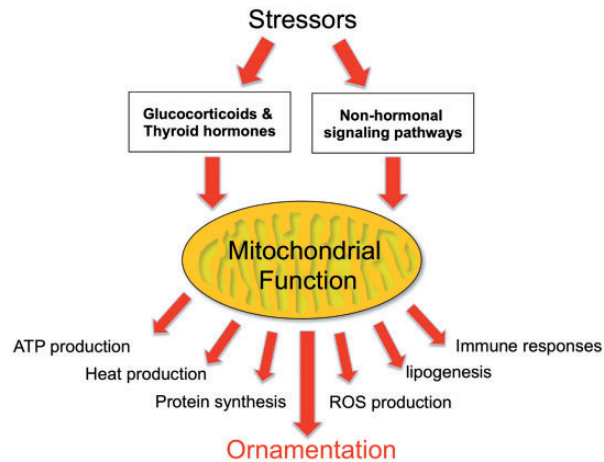 Stressors
Glucocorticoids &
Thyroid hormones
Non-hormonal
signaling pathways
Mitochondrial
Function
ATP production
Heat production
Protein synthesis
ROS production
lipogenesis
Immune responses
Ornamentation